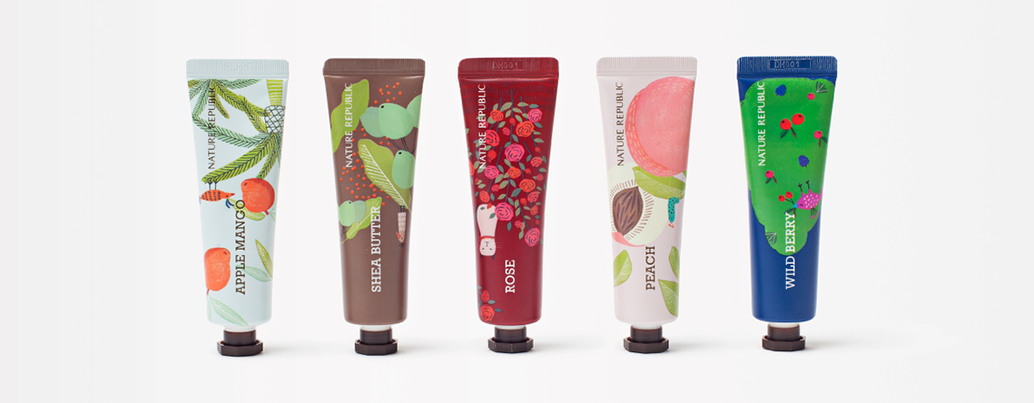 NATURE REPUBLIC
APPLE MANGO
NATURE REPUBLIC
SHEA BUTTER
NATURE REPUBLIC
ROSE
NATURE REPUBLIC
PEACH
NATURE REPUBLIC
WILD BERRY